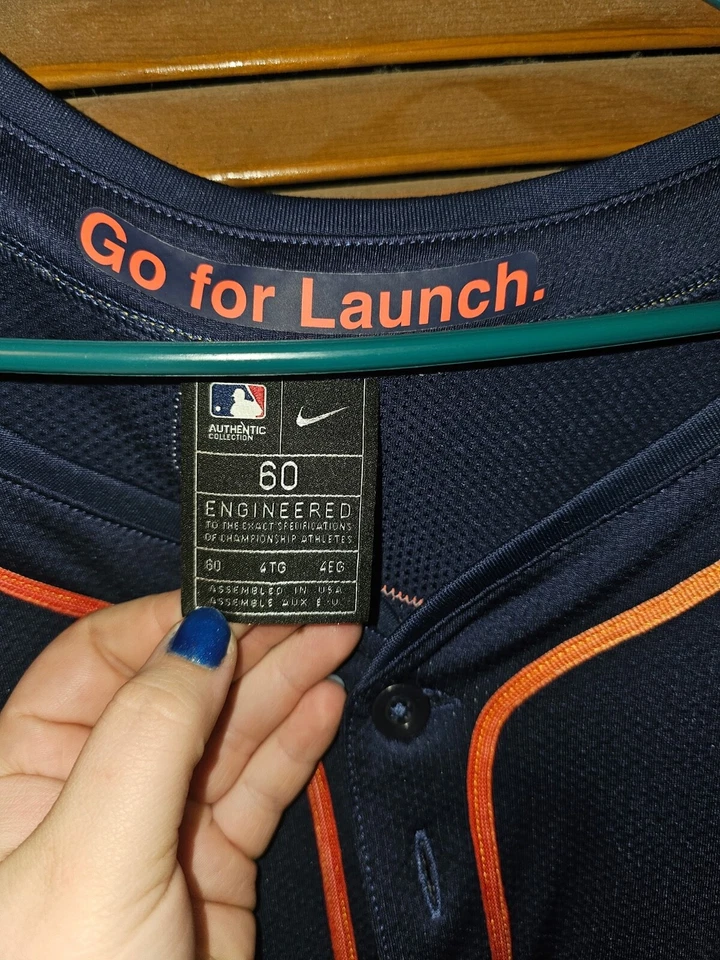 Go for Launch.
AUTHENTIC
COLLECTION
60
ENGINEERED
TO THE EXACT SPECIFICATIONS
OF CHAMPIONSHIP ATHLETES
60 4TG 4EG
ASSEMBLED IN USA
ASSEMBLÉ AUX É.-U.